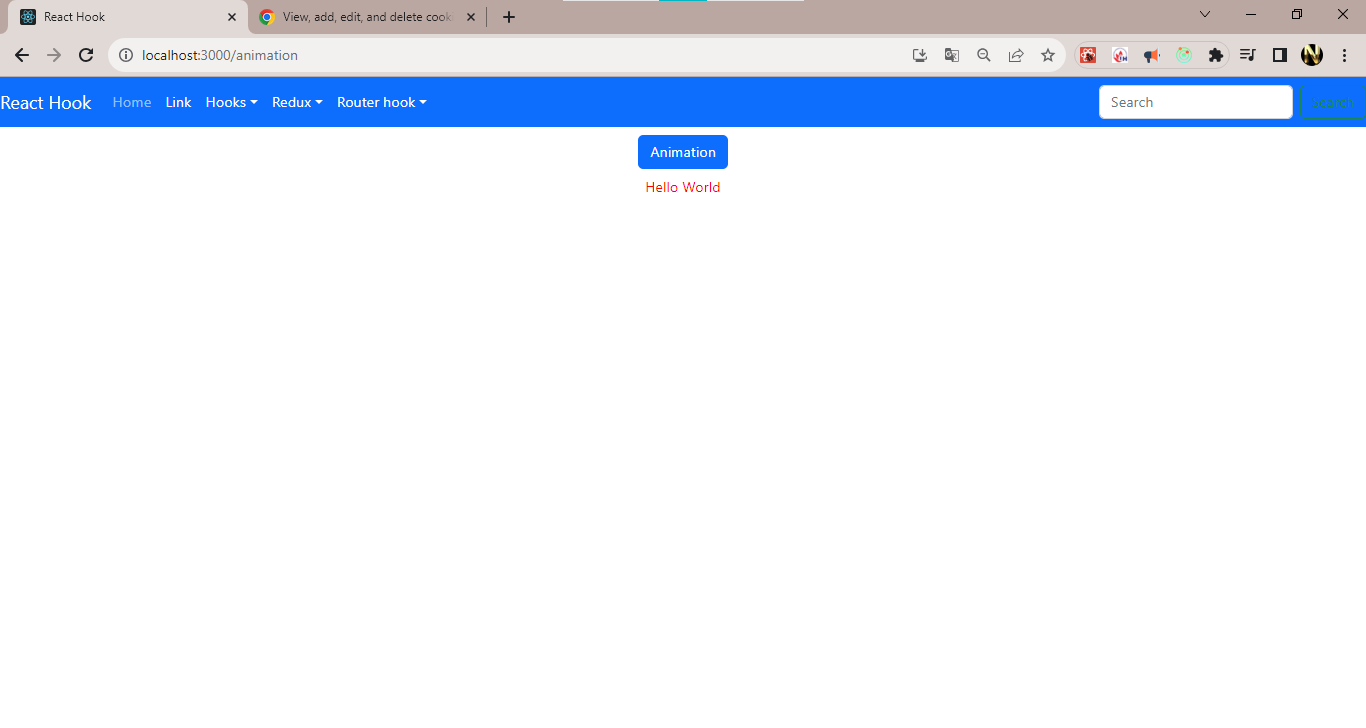 React Hook
View, add, edit, and delete cook
localhost:3000/animation
React Hook Home Link Hooks Redux Router hook Search Search
Animation
Hello World